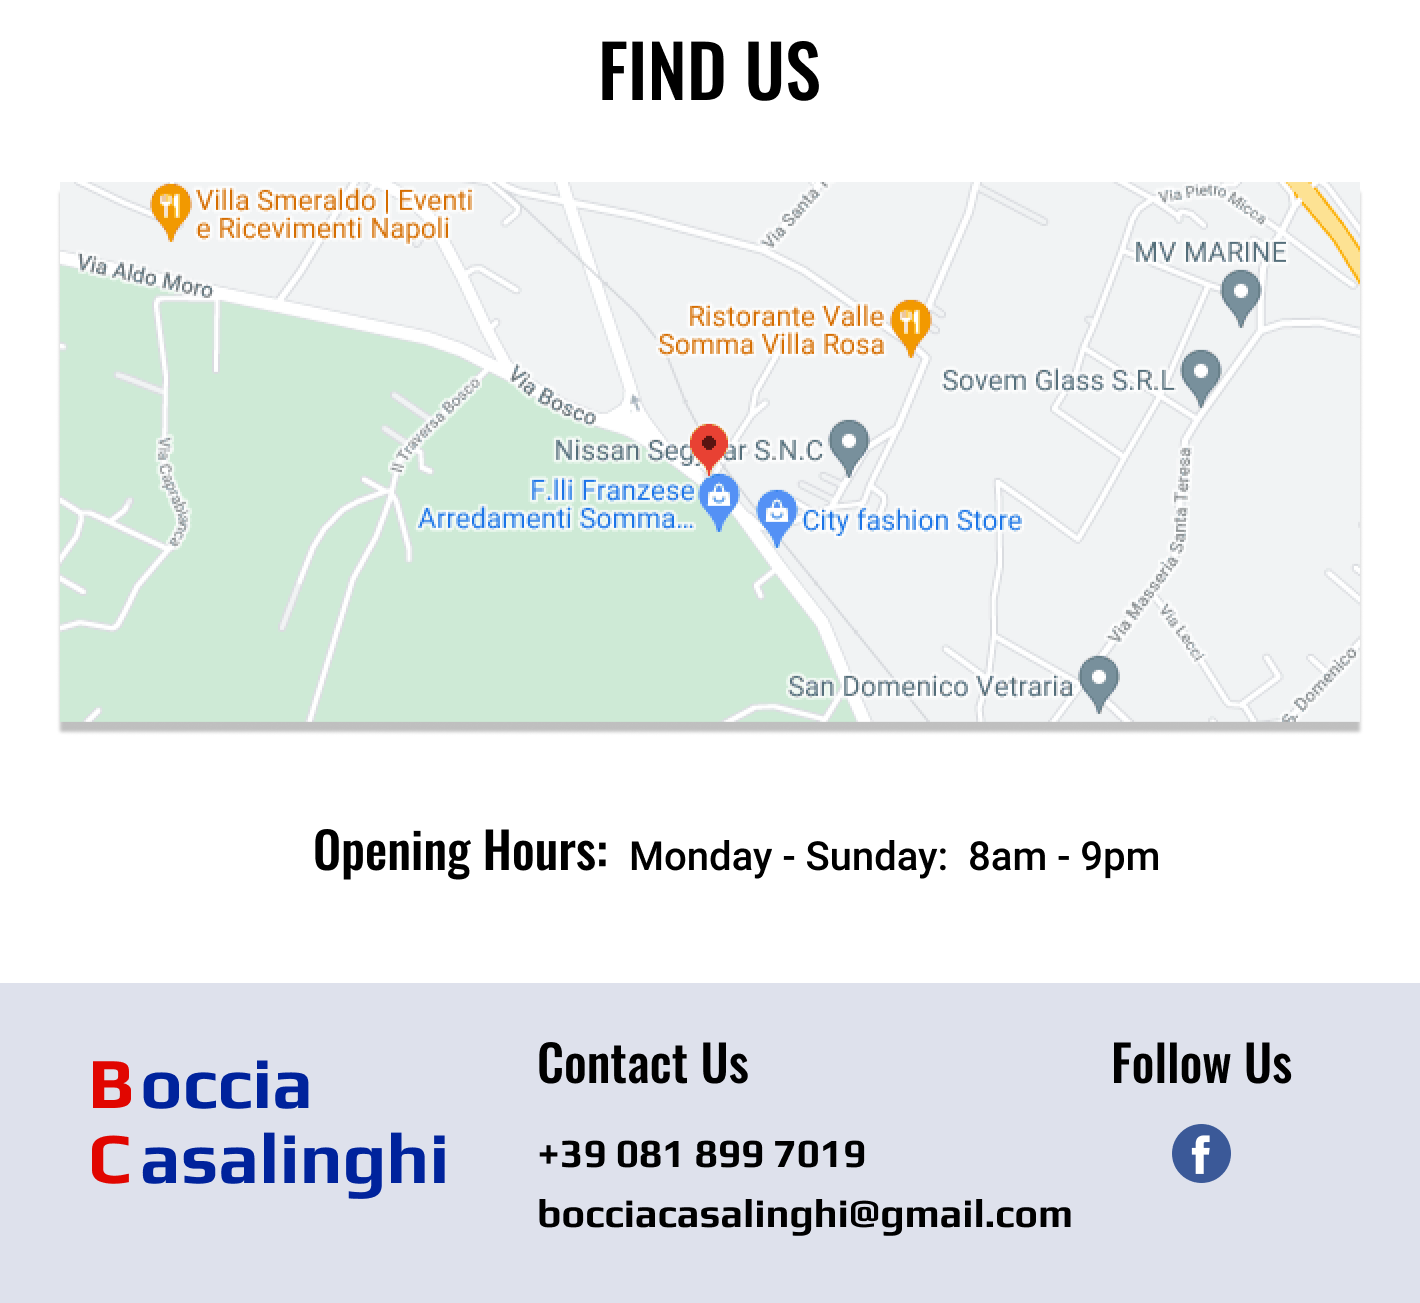 FIND US
Villa Smeraldo | Eventi
e Ricevimenti Napoli
Via Aldo Moro
Via Santa
Via Pietro Micca
MV MARINE
Ristorante Valle
Somma Villa Rosa
Sovem Glass S.R.L
Via Bosco
II Traversa Bosco
Via Caprabianca
Nissan Seg ar S.N.C
F.lli Franzese
Arredamenti Somma...
City fashion Store
Via Masseria Santa Teresa
Via Lecci
San Domenico Vetraria
S. Domenico
Opening Hours: Monday - Sunday: 8am - 9pm
Boccia
Casalinghi
Contact Us
+39 081 899 7019
bocciacasalinghi@gmail.com
Follow Us
f